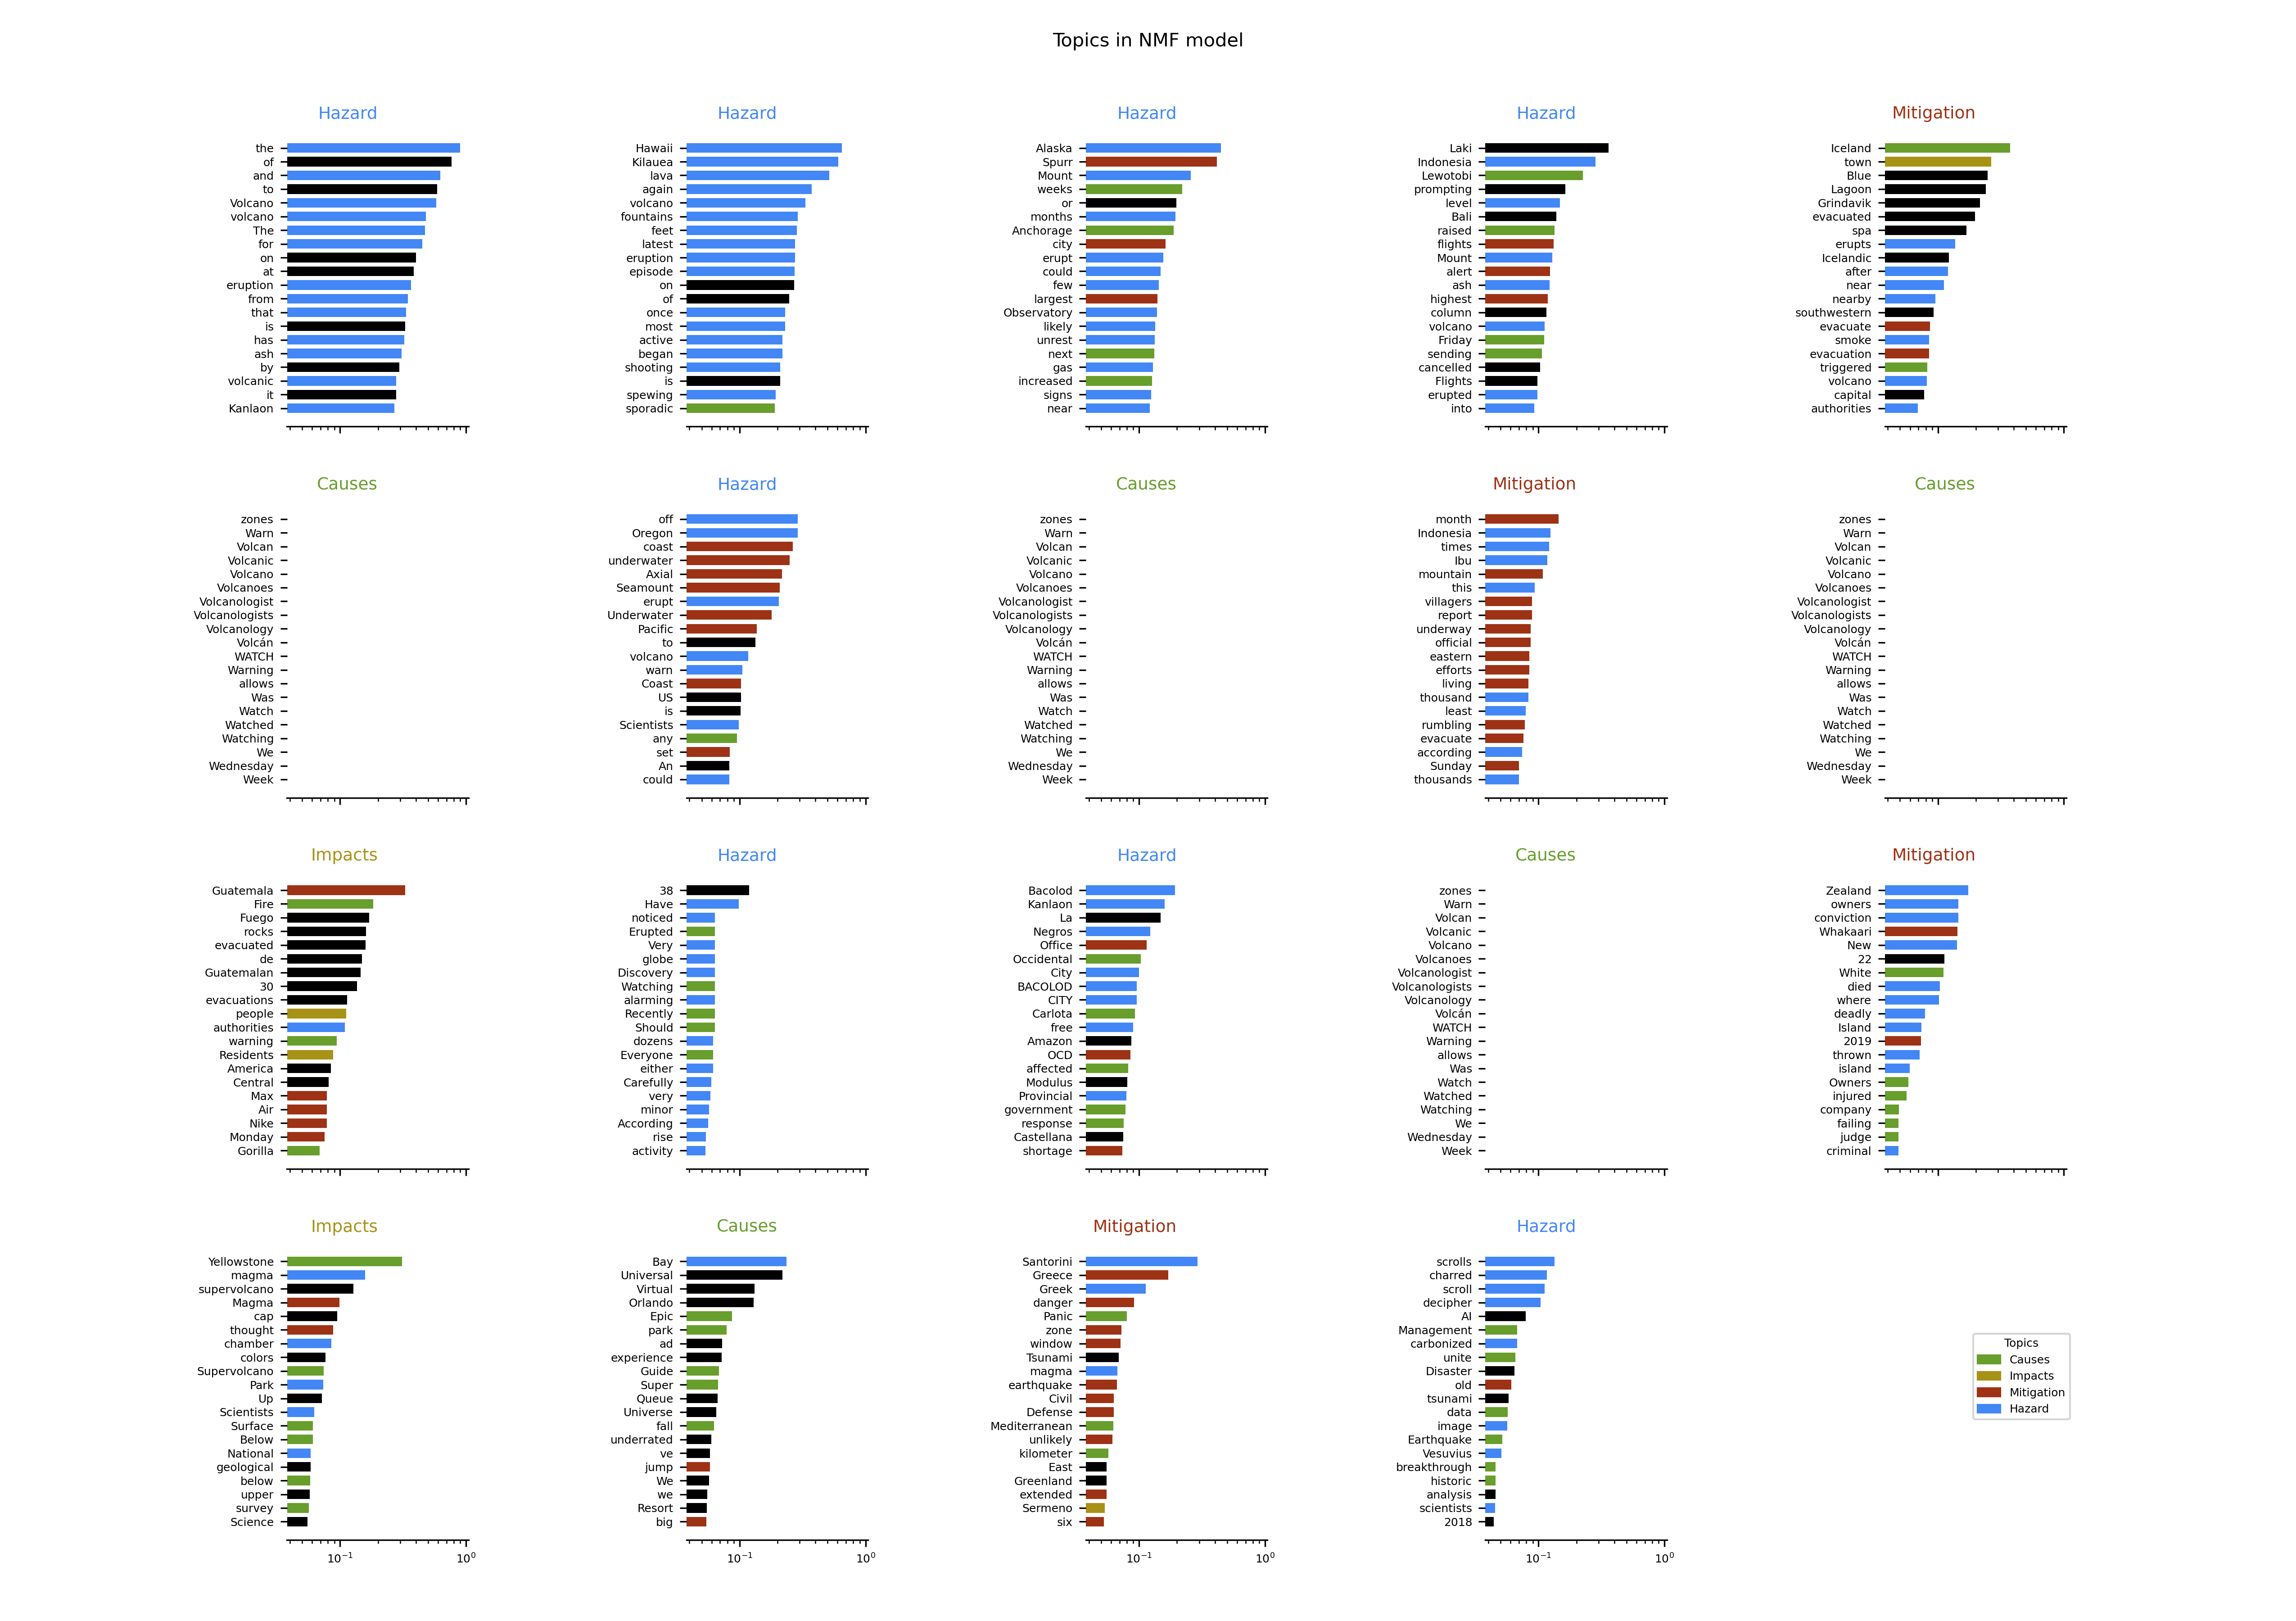 Topics in NMF model
Hazard
the
of
and
to
Volcano
volcano
The
for
on
at
eruption
from
that
is
has
ash
by
volcanic
it
Kanlaon
Hazard
Hawaii
Kilauea
lava
again
volcano
fountains
feet
latest
eruption
episode
on
of
once
most
active
began
shooting
is
spewing
sporadic
Hazard
Alaska
Spurr
Mount
weeks
or
months
Anchorage
city
erupt
could
few
largest
Observatory
likely
unrest
next
gas
increased
signs
near
Hazard
Laki
Indonesia
Lewotobi
prompting
level
Bali
raised
flights
Mount
alert
ash
highest
column
volcano
Friday
sending
cancelled
Flights
erupted
into
Mitigation
Iceland
town
Blue
Lagoon
Grindavik
evacuated
spa
erupts
Icelandic
after
near
nearby
southwestern
evacuate
smoke
evacuation
triggered
volcano
capital
authorities
Causes
zones
Warn
Volcan
Volcanic
Volcano
Volcanoes
Volcanologist
Volcanologists
Volcanology
Volcán
WATCH
Warning
allows
Was
Watch
Watched
Watching
We
Wednesday
Week
Hazard
off
Oregon
coast
underwater
Axial
Seamount
erupt
Underwater
Pacific
to
volcano
warn
Coast
US
is
Scientists
any
set
An
could
Causes
zones
Warn
Volcan
Volcanic
Volcano
Volcanoes
Volcanologist
Volcanologists
Volcanology
Volcán
WATCH
Warning
allows
Was
Watch
Watched
Watching
We
Wednesday
Week
Mitigation
month
Indonesia
times
Ibu
mountain
this
villagers
report
underway
official
eastern
efforts
living
thousand
least
rumbling
evacuate
according
Sunday
thousands
Causes
zones
Warn
Volcan
Volcanic
Volcano
Volcanoes
Volcanologist
Volcanologists
Volcanology
Volcán
WATCH
Warning
allows
Was
Watch
Watched
Watching
We
Wednesday
Week
Impacts
Guatemala
Fire
Fuego
rocks
evacuated
de
Guatemalan
30
evacuations
people
authorities
warning
Residents
America
Central
Max
Air
Nike
Monday
Gorilla
Hazard
38
Have
noticed
Erupted
Very
globe
Discovery
Watching
alarming
Recently
Should
dozens
Everyone
either
Carefully
very
minor
According
rise
activity
Hazard
Bacolod
Kanlaon
La
Negros
Office
Occidental
City
BACOLOD
CITY
Carlota
free
Amazon
OCD
affected
Modulus
Provincial
government
response
Castellana
shortage
Causes
zones
Warn
Volcan
Volcanic
Volcano
Volcanoes
Volcanologist
Volcanologists
Volcanology
Volcán
WATCH
Warning
allows
Was
Watch
Watched
Watching
We
Wednesday
Week
Mitigation
Zealand
owners
conviction
Whakaari
New
22
White
died
where
deadly
Island
2019
thrown
island
Owners
injured
company
failing
judge
criminal
Impacts
Yellowstone
magma
supervolcano
Magma
cap
thought
chamber
colors
Supervolcano
Park
Up
Scientists
Surface
Below
National
geological
below
upper
survey
Science
10⁻¹ 10⁰
Causes
Bay
Universal
Virtual
Orlando
Epic
park
ad
experience
Guide
Super
Queue
Universe
fall
underrated
ve
jump
We
we
Resort
big
10⁻¹ 10⁰
Mitigation
Santorini
Greece
Greek
danger
Panic
zone
window
Tsunami
magma
earthquake
Civil
Defense
Mediterranean
unlikely
kilometer
East
Greenland
extended
Sermeno
six
10⁻¹ 10⁰
Hazard
scrolls
charred
scroll
decipher
AI
Management
carbonized
unite
Disaster
old
tsunami
data
image
Earthquake
Vesuvius
breakthrough
historic
analysis
scientists
2018
10⁻¹ 10⁰
Topics
Causes
Impacts
Mitigation
Hazard